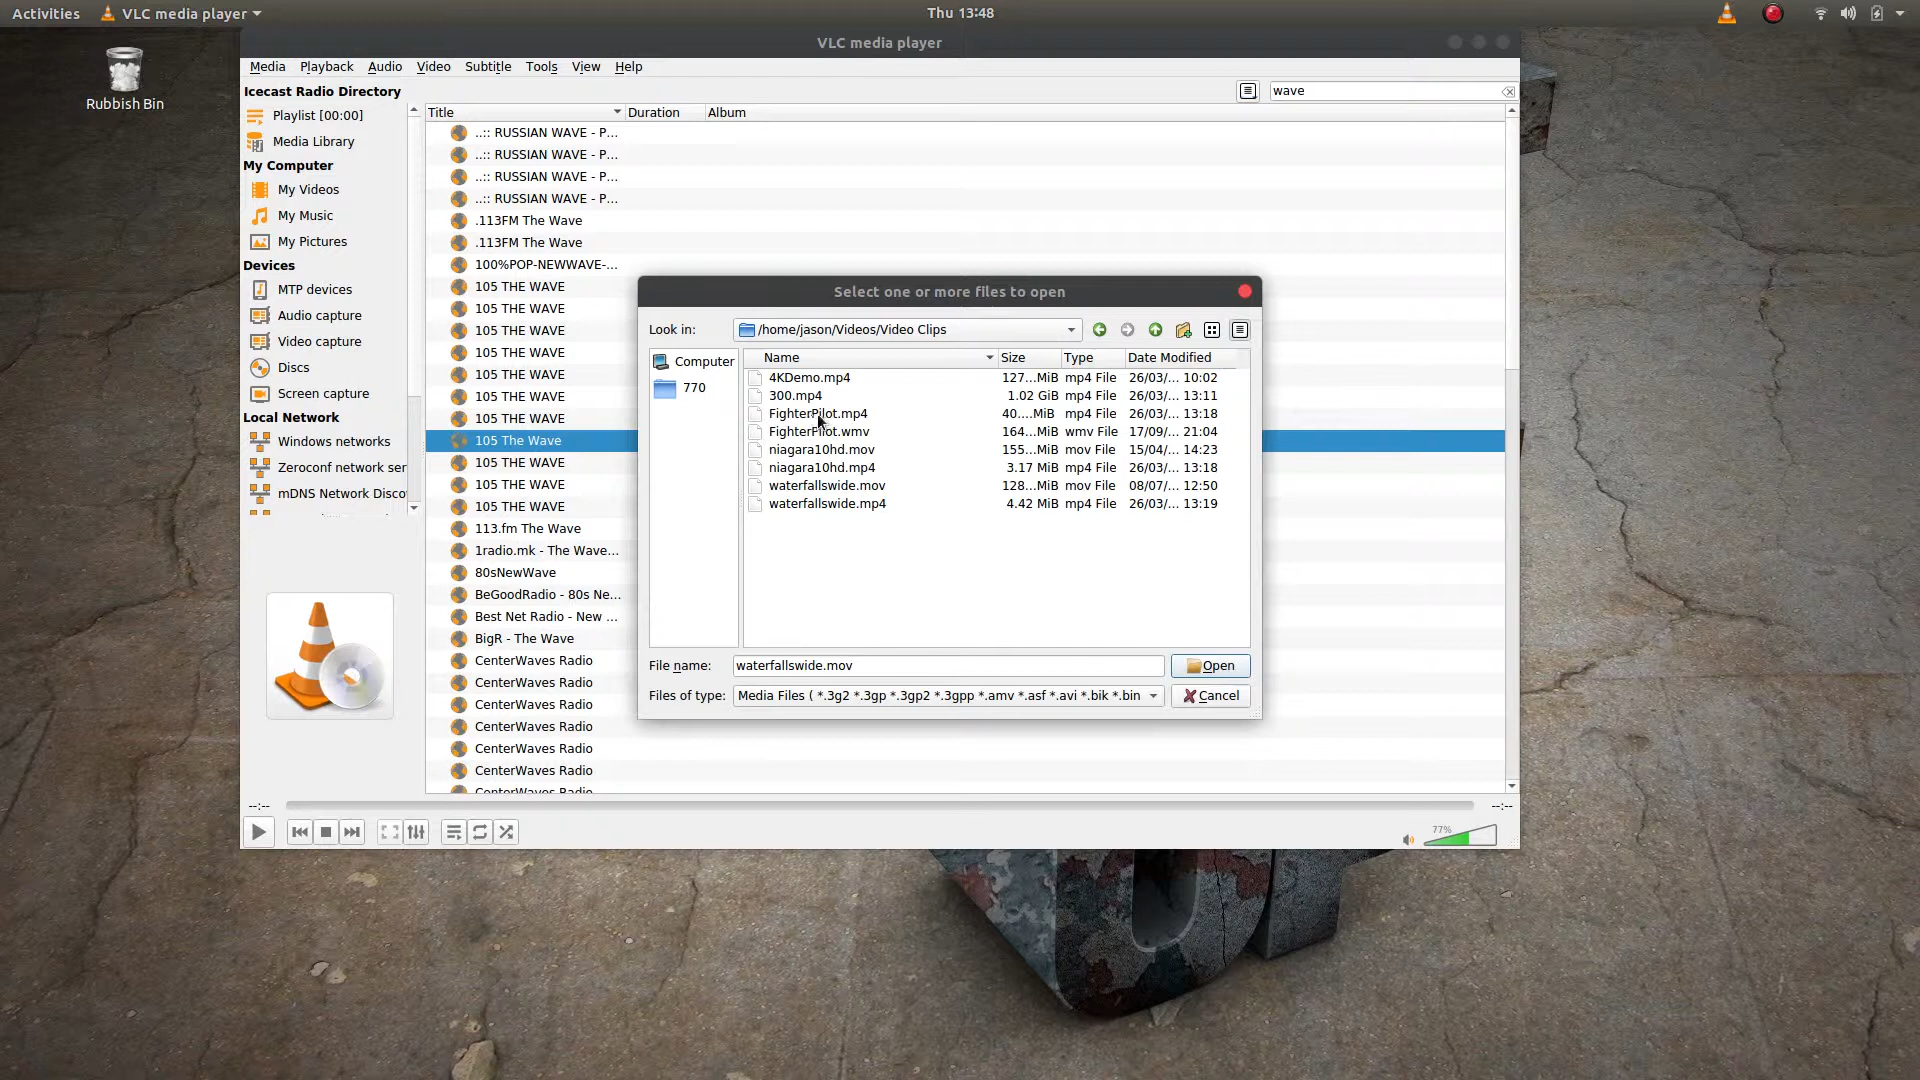 Activities VLC media player Thu 13:48
Rubbish Bin
VLC media player
Media Playback Audio Video Subtitle Tools View Help
Icecast Radio Directory wave
Title Duration Album
Playlist [00:00]
Media Library
My Computer
My Videos
My Music
My Pictures
Devices
MTP devices
Audio capture
Video capture
Discs
Screen capture
Local Network
Windows networks
Zeroconf network ser
mDNS Network Disco
..:: RUSSIAN WAVE - P...
..:: RUSSIAN WAVE - P...
..:: RUSSIAN WAVE - P...
..:: RUSSIAN WAVE - P...
.113FM The Wave
.113FM The Wave
100%POP-NEWWAVE-...
105 THE WAVE
105 THE WAVE
105 THE WAVE
105 THE WAVE
105 THE WAVE
105 THE WAVE
105 THE WAVE
105 The Wave
105 THE WAVE
105 THE WAVE
105 THE WAVE
113.fm The Wave
1radio.mk - The Wave...
80sNewWave
BeGoodRadio - 80s Ne...
Best Net Radio - New ...
BigR - The Wave
CenterWaves Radio
CenterWaves Radio
CenterWaves Radio
CenterWaves Radio
CenterWaves Radio
CenterWaves Radio
CenterWaves Radio
Select one or more files to open
Look in: /home/jason/Videos/Video Clips
Computer
770
Name Size Type Date Modified
4KDemo.mp4 127...MiB mp4 File 26/03/... 10:02
300.mp4 1.02 GiB mp4 File 26/03/... 13:11
FighterPilot.mp4 40....MiB mp4 File 26/03/... 13:18
FighterPilot.wmv 164...MiB wmv File 17/09/... 21:04
niagara10hd.mov 155...MiB mov File 15/04/... 14:23
niagara10hd.mp4 3.17 MiB mp4 File 26/03/... 13:18
waterfallswide.mov 128...MiB mov File 08/07/... 12:50
waterfallswide.mp4 4.42 MiB mp4 File 26/03/... 13:19
File name: waterfallswide.mov Open
Files of type: Media Files ( *.3g2 *.3gp *.3gp2 *.3gpp *.amv *.asf *.avi *.bik *.bin Cancel
--:-- --:--
77%